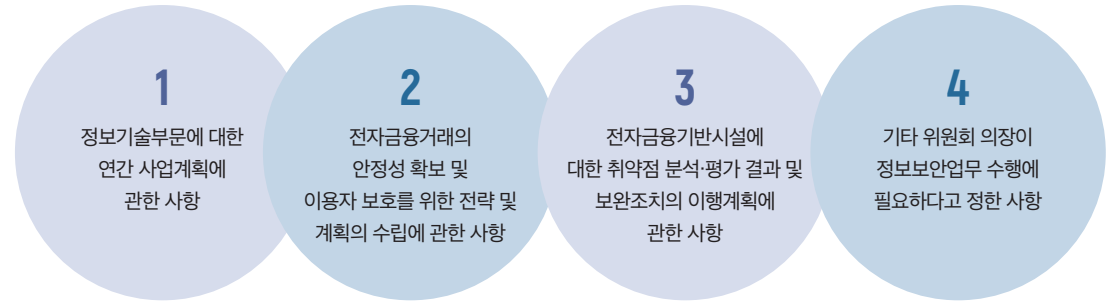 1
정보기술부문에 대한
연간 사업계획에
관한 사항
2
전자금융거래의
안정성 확보 및
이용자 보호를 위한 전략 및
계획의 수립에 관한 사항
3
전자금융기반시설에
대한 취약점 분석·평가 결과 및
보완조치의 이행계획에
관한 사항
4
기타 위원회 의장이
정보보안업무 수행에
필요하다고 정한 사항